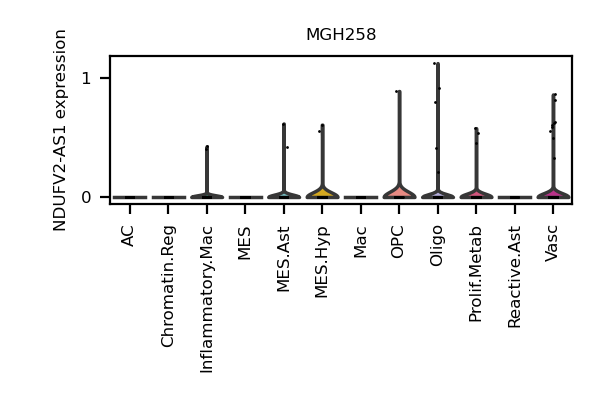 MGH258
NDUFV2-AS1 expression
1
0
AC
Chromatin.Reg
Inflammatory.Mac
MES
MES.Ast
MES.Hyp
Mac
OPC
Oligo
Prolif.Metab
Reactive.Ast
Vasc